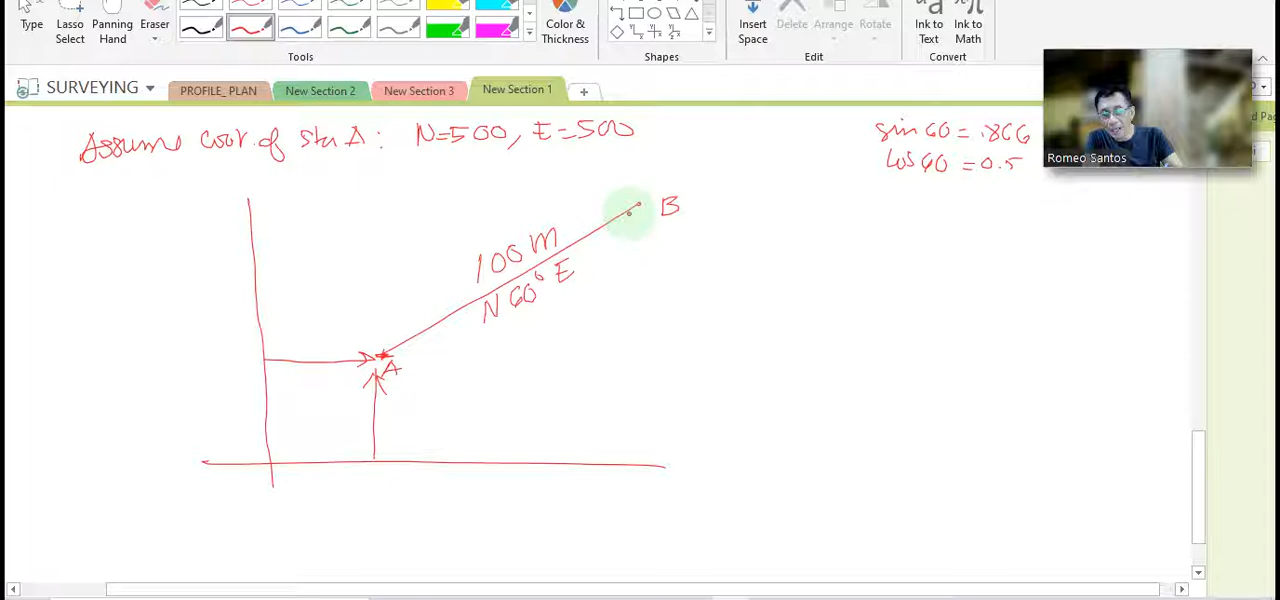 Type
Lasso Select
Panning Hand
Eraser
Color & Thickness
Insert Space
Delete
Arrange
Rotate
Ink to Text
Ink to Math
Tools
Shapes
Edit
Convert
SURVEYING
PROFILE_ PLAN
New Section 2
New Section 3
New Section 1
Romeo Santos
Assume coor. of sta A : N=500, E=500
sin 60 = .866
cos 60 = 0.5
B
100 m
N 60° E
A